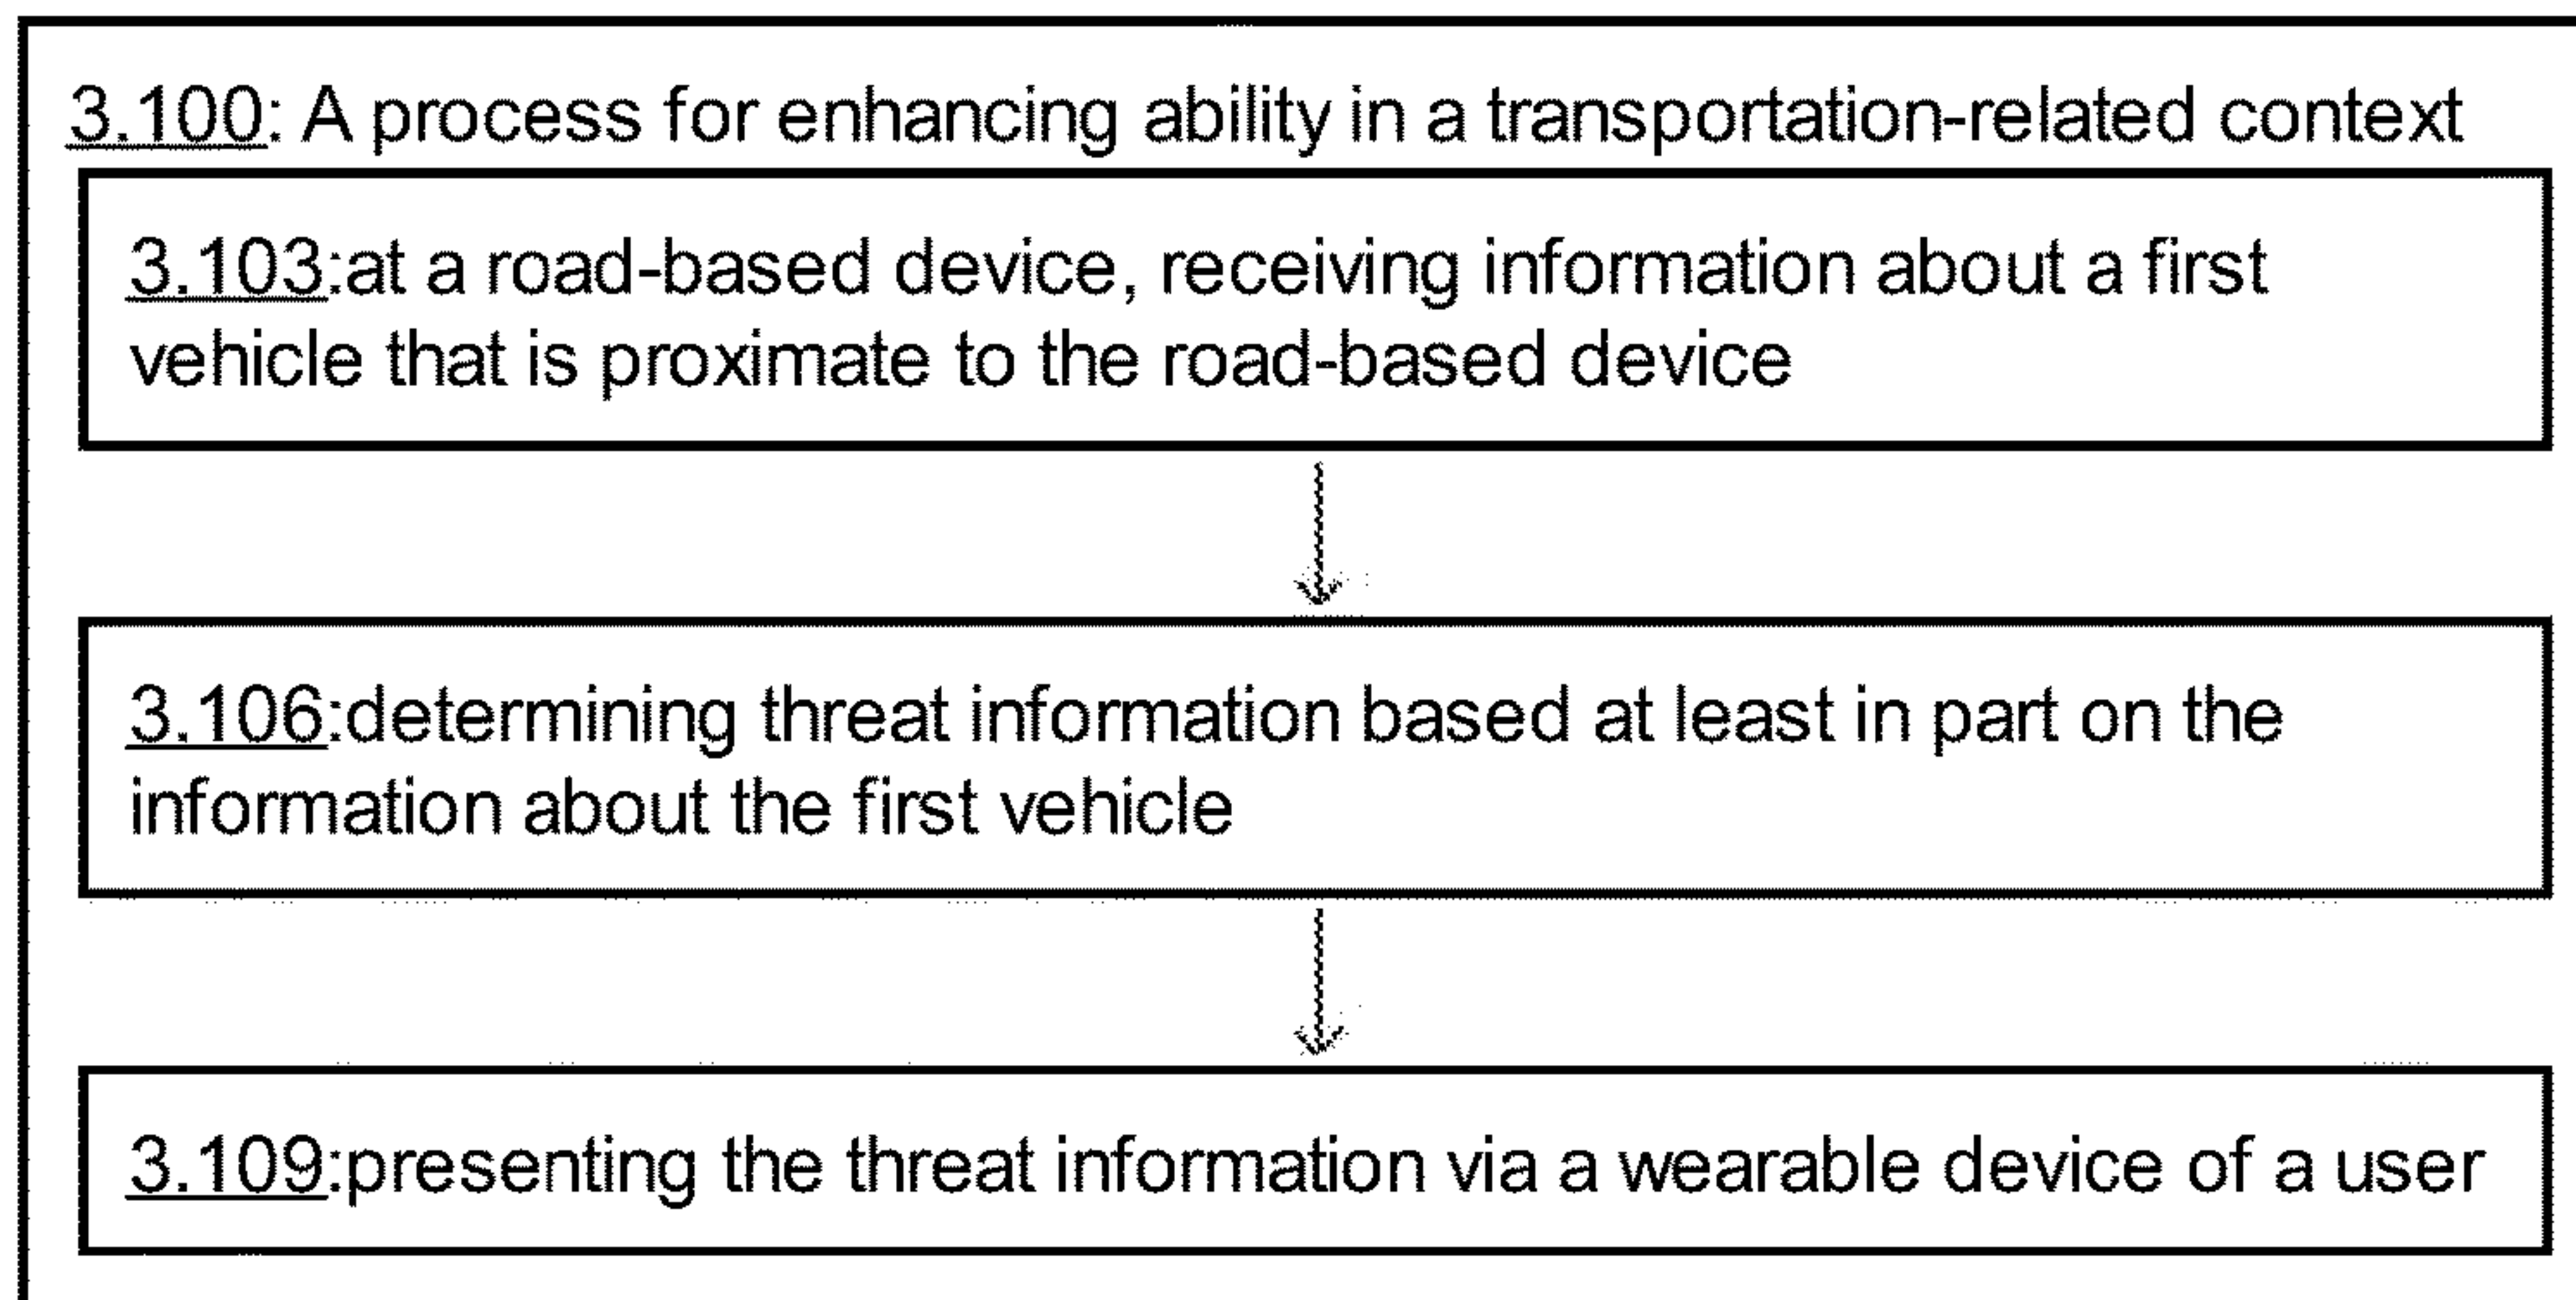 3.100: A process for enhancing ability in a transportation-related context
3.103:at a road-based device, receiving information about a first
vehicle that is proximate to the road-based device
3.106:determining threat information based at least in part on the
information about the first vehicle
3.109:presenting the threat information via a wearable device of a user